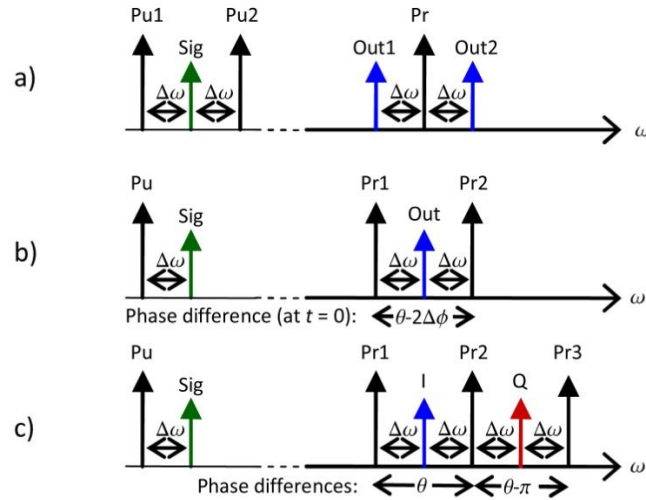 Pu1 Pu2 Pr
Sig Out1 Out2
a)
Δω Δω Δω Δω
ω
Pu Pr1 Pr2
Sig Out
b)
Δω Δω Δω
ω
Phase difference (at t = 0): θ-2Δϕ
Pu Pr1 Pr2 Pr3
Sig I Q
c)
Δω Δω Δω Δω Δω
ω
Phase differences: θ θ-π